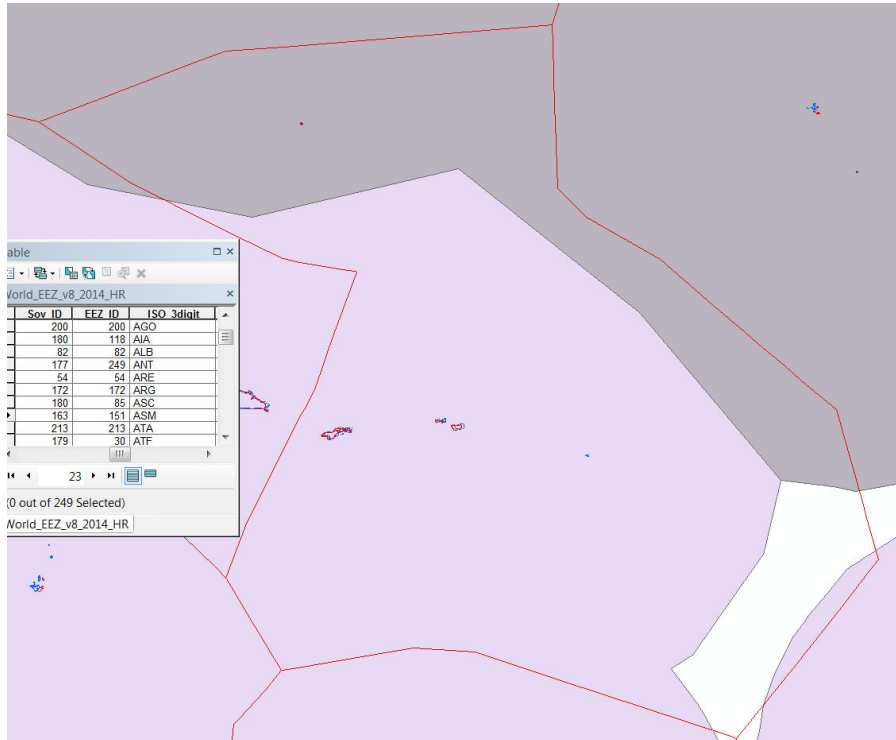 able
World_EEZ_v8_2014_HR
Sov_ID EEZ_ID ISO_3digit
200 200 AGO
180 118 AIA
82 82 ALB
177 249 ANT
54 54 ARE
172 172 ARG
180 85 ASC
163 151 ASM
213 213 ATA
179 30 ATF
23
(0 out of 249 Selected)
World_EEZ_v8_2014_HR